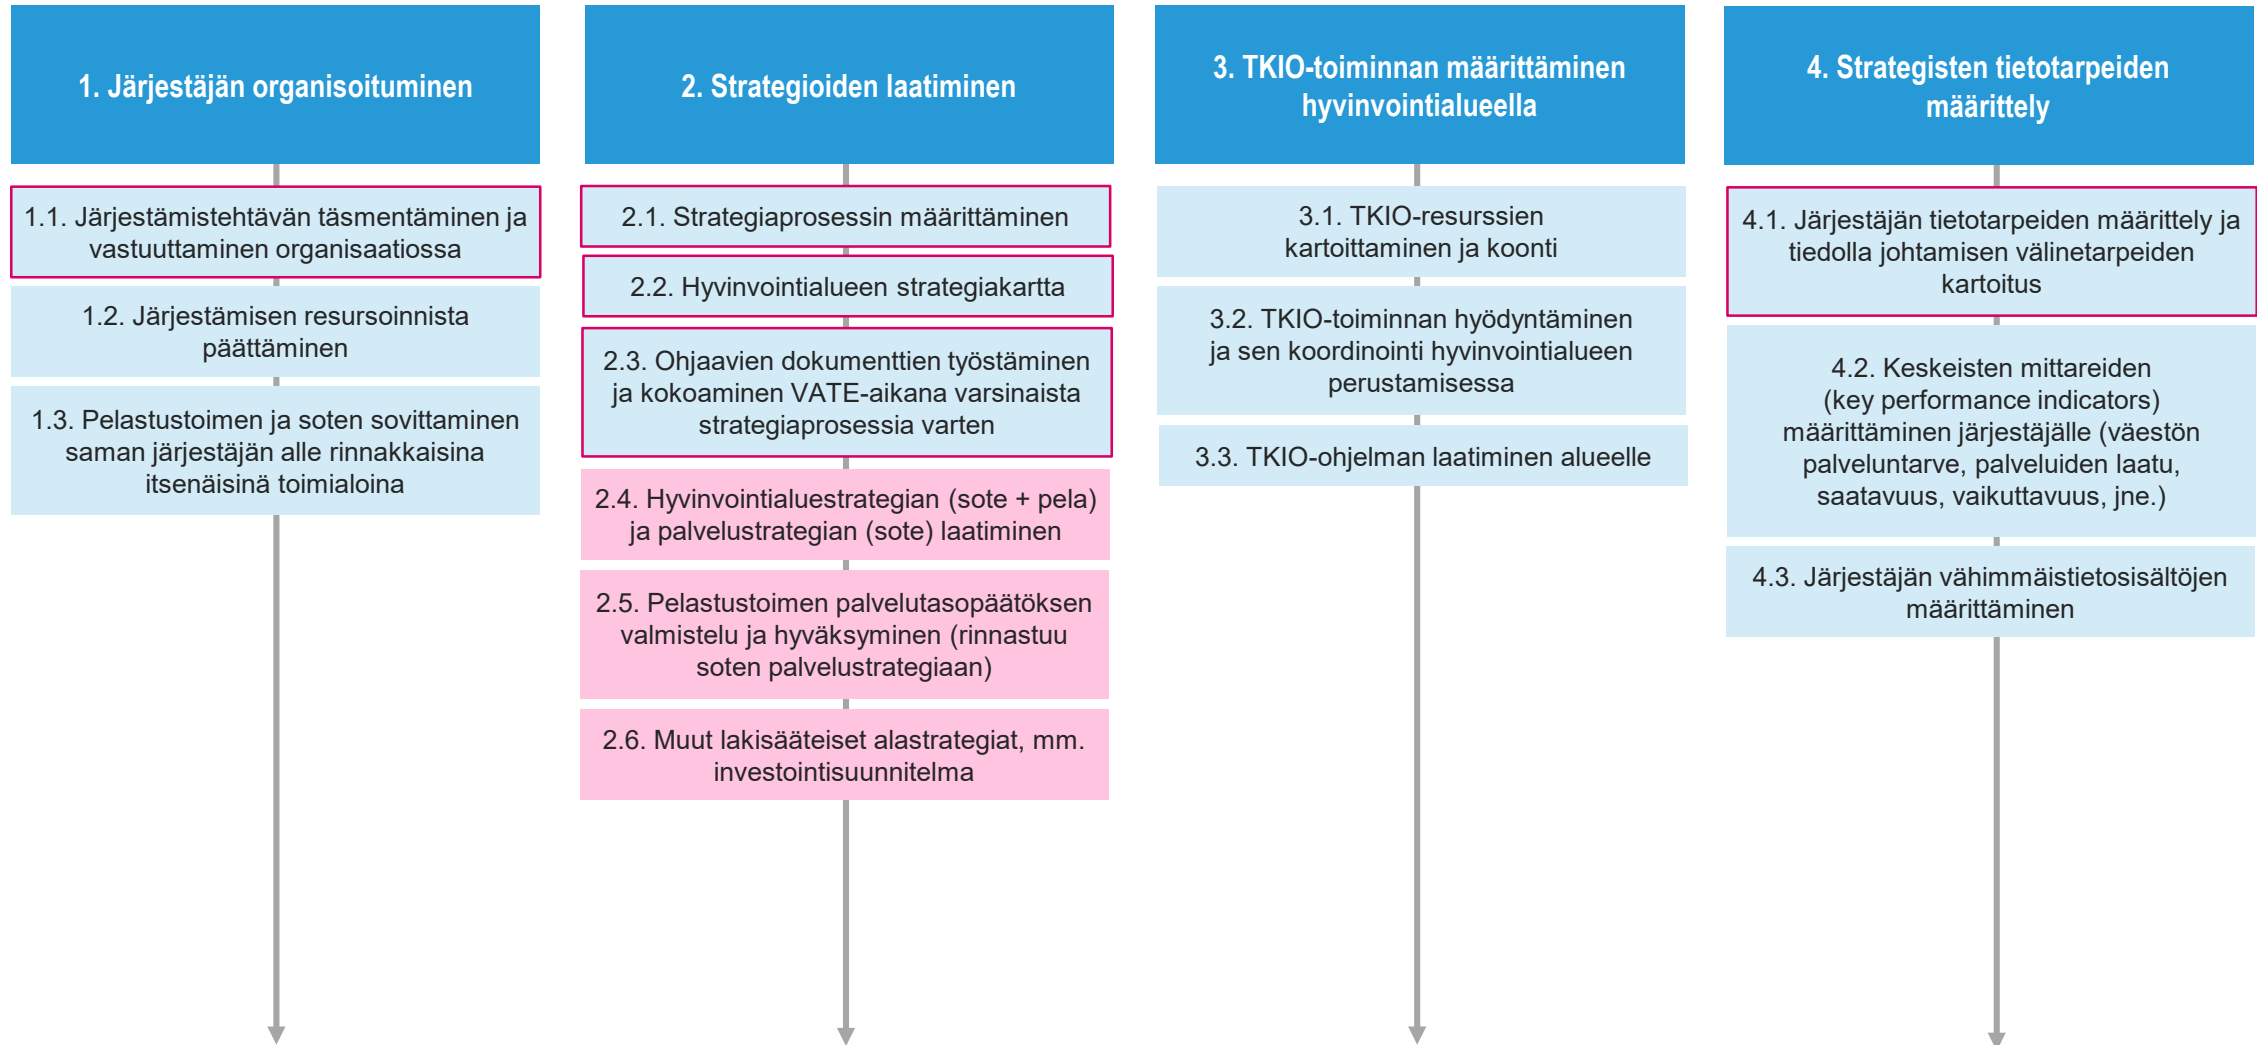 1. Järjestäjän organisoituminen
1.1. Järjestämistehtävän täsmentäminen ja
vastuuttaminen organisaatiossa
1.2. Järjestämisen resursoinnista
päättäminen
1.3. Pelastustoimen ja soten sovittaminen
saman järjestäjän alle rinnakkaisina
itsenäisinä toimialoina
2. Strategioiden laatiminen
2.1. Strategiaprosessin määrittäminen
2.2. Hyvinvointialueen strategiakartta
2.3. Ohjaavien dokumenttien työstäminen
ja kokoaminen VATE-aikana varsinaista
strategiaprosessia varten
2.4. Hyvinvointialuestrategian (sote + pela)
ja palvelustrategian (sote) laatiminen
2.5. Pelastustoimen palvelutasopäätöksen
valmistelu ja hyväksyminen (rinnastuu
soten palvelustrategiaan)
2.6. Muut lakisääteiset alastrategiat, mm.
investointisuunnitelma
3. TKIO-toiminnan määrittäminen
hyvinvointialueella
3.1. TKIO-resurssien
kartoittaminen ja koonti
3.2. TKIO-toiminnan hyödyntäminen
ja sen koordinointi hyvinvointialueen
perustamisessa
3.3. TKIO-ohjelman laatiminen alueelle
4. Strategisten tietotarpeiden
määrittely
4.1. Järjestäjän tietotarpeiden määrittely ja
tiedolla johtamisen välinetarpeiden
kartoitus
4.2. Keskeisten mittareiden
(key performance indicators)
määrittäminen järjestäjälle (väestön
palveluntarve, palveluiden laatu,
saatavuus, vaikuttavuus, jne.)
4.3. Järjestäjän vähimmäistietosisältöjen
määrittäminen